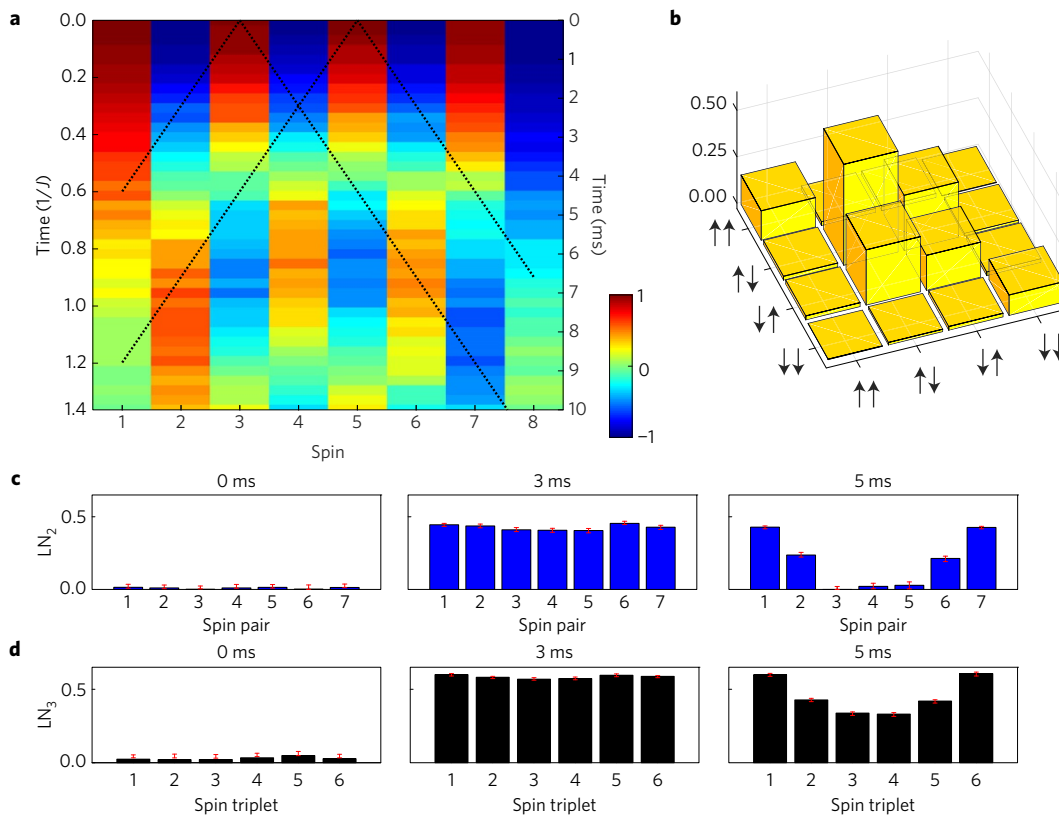 a
0.0
0.2
0.4
0.6
0.8
1.0
1.2
1.4
Time (1/J)
1 2 3 4 5 6 7 8
Spin
0
1
2
3
4
5
6
7
8
9
10
Time (ms)
1
0
−1
b
0.50
0.25
0.00
↑↑
↑↓
↓↑
↓↓
↑↑
↑↓
↓↑
↓↓
c
0 ms 3 ms 5 ms
LN2
0.5
0.0
1 2 3 4 5 6 7
Spin pair
0.5
1 2 3 4 5 6 7
Spin pair
0.5
1 2 3 4 5 6 7
Spin pair
d
0 ms 3 ms 5 ms
LN3
0.5
0.0
1 2 3 4 5 6
Spin triplet
1 2 3 4 5 6
Spin triplet
1 2 3 4 5 6
Spin triplet